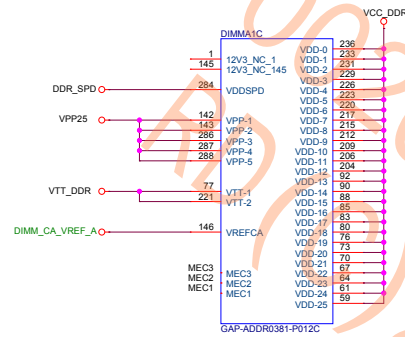 VCC_DDR
DIMMA1C
1 12V3_NC_1
145 12V3_NC_145
DDR_SPD 284 VDDSPD
VPP25 142 VPP-1
143 VPP-2
286 VPP-3
287 VPP-4
288 VPP-5
VTT_DDR 77 VTT-1
221 VTT-2
DIMM_CA_VREF_A 146 VREFCA
MEC3 MEC3
MEC2 MEC2
MEC1 MEC1
VDD-0 236
VDD-1 233
VDD-2 231
VDD-3 229
VDD-4 226
VDD-5 223
VDD-6 220
VDD-7 217
VDD-8 215
VDD-9 212
VDD-10 209
VDD-11 206
VDD-12 204
VDD-13 92
VDD-14 90
VDD-15 88
VDD-16 85
VDD-17 83
VDD-18 80
VDD-19 76
VDD-20 73
VDD-21 70
VDD-22 67
VDD-23 64
VDD-24 61
VDD-25 59
GAP-ADDR0381-P012C